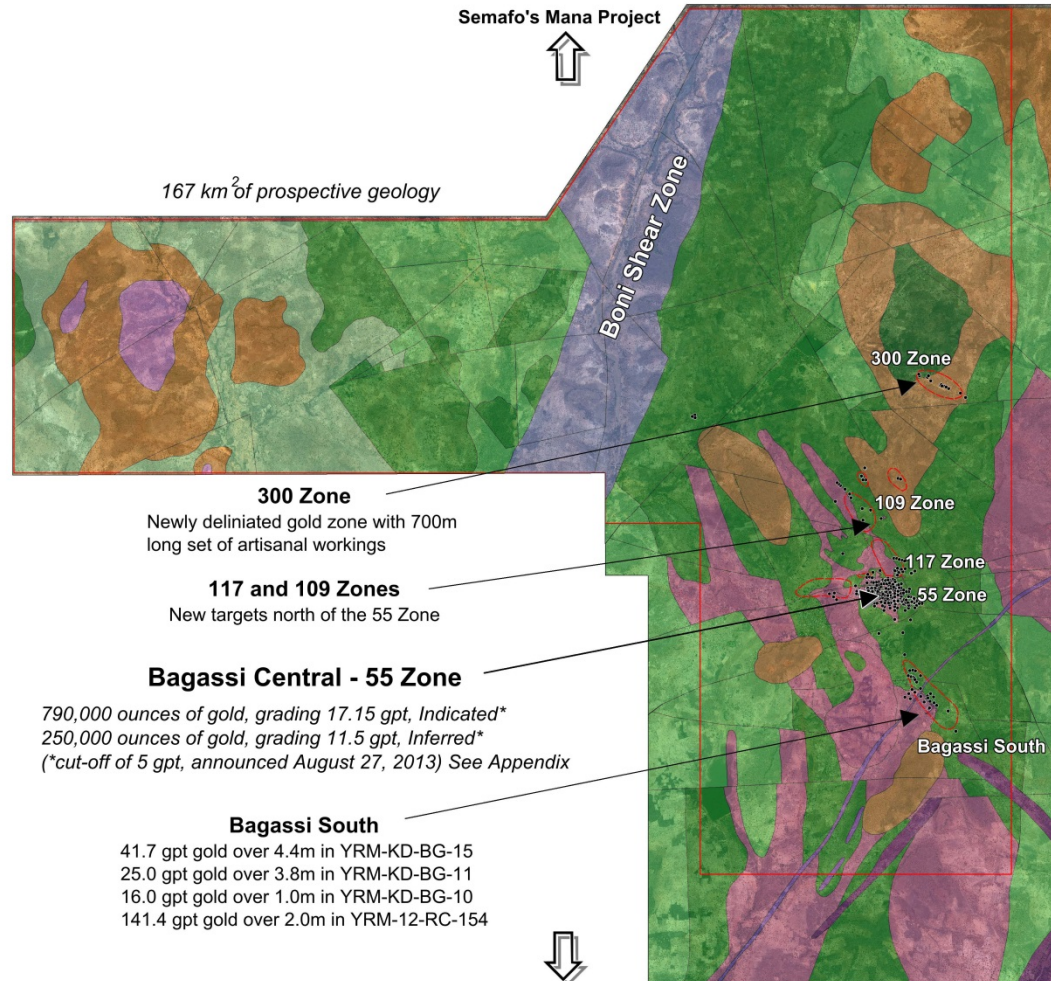 Semafo's Mana Project
167 km2 of prospective geology
Boni Shear Zone
300 Zone
109 Zone
117 Zone
55 Zone
Bagassi South
300 Zone
Newly deliniated gold zone with 700m
long set of artisanal workings
117 and 109 Zones
New targets north of the 55 Zone
Bagassi Central - 55 Zone
790,000 ounces of gold, grading 17.15 gpt, Indicated*
250,000 ounces of gold, grading 11.5 gpt, Inferred*
(*cut-off of 5 gpt, announced August 27, 2013) See Appendix
Bagassi South
41.7 gpt gold over 4.4m in YRM-KD-BG-15
25.0 gpt gold over 3.8m in YRM-KD-BG-11
16.0 gpt gold over 1.0m in YRM-KD-BG-10
141.4 gpt gold over 2.0m in YRM-12-RC-154